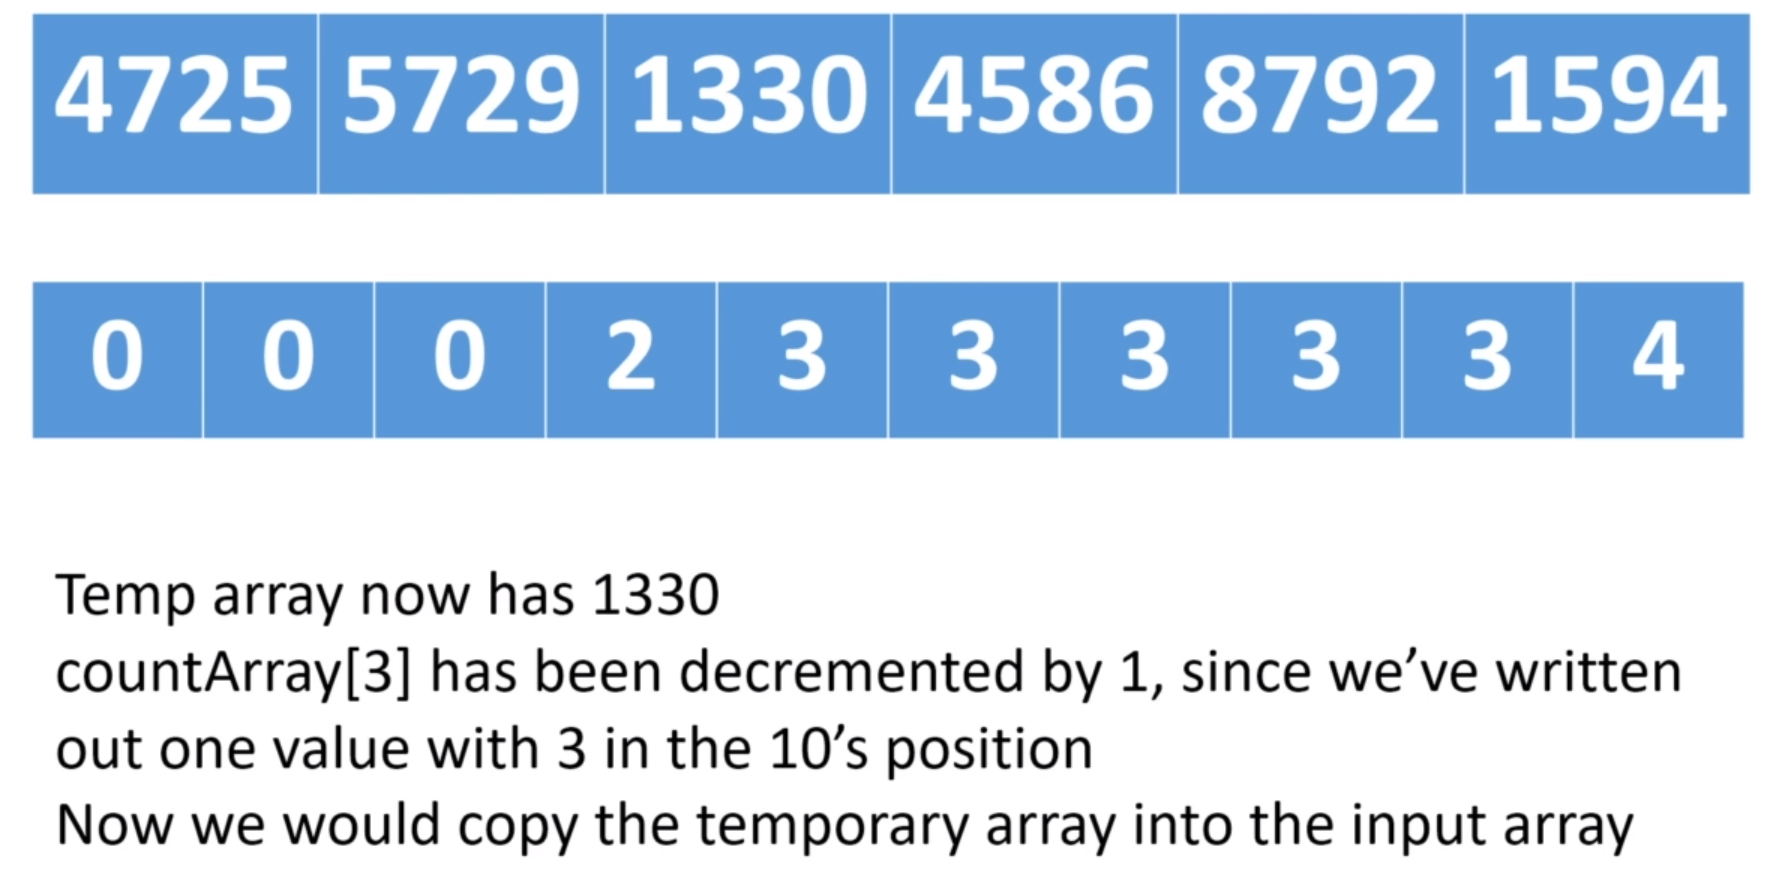 4725 5729 1330 4586 8792 1594
0 0 0 2 3 3 3 3 3 4
Temp array now has 1330
countArray[3] has been decremented by 1, since we’ve written
out one value with 3 in the 10’s position
Now we would copy the temporary array into the input array